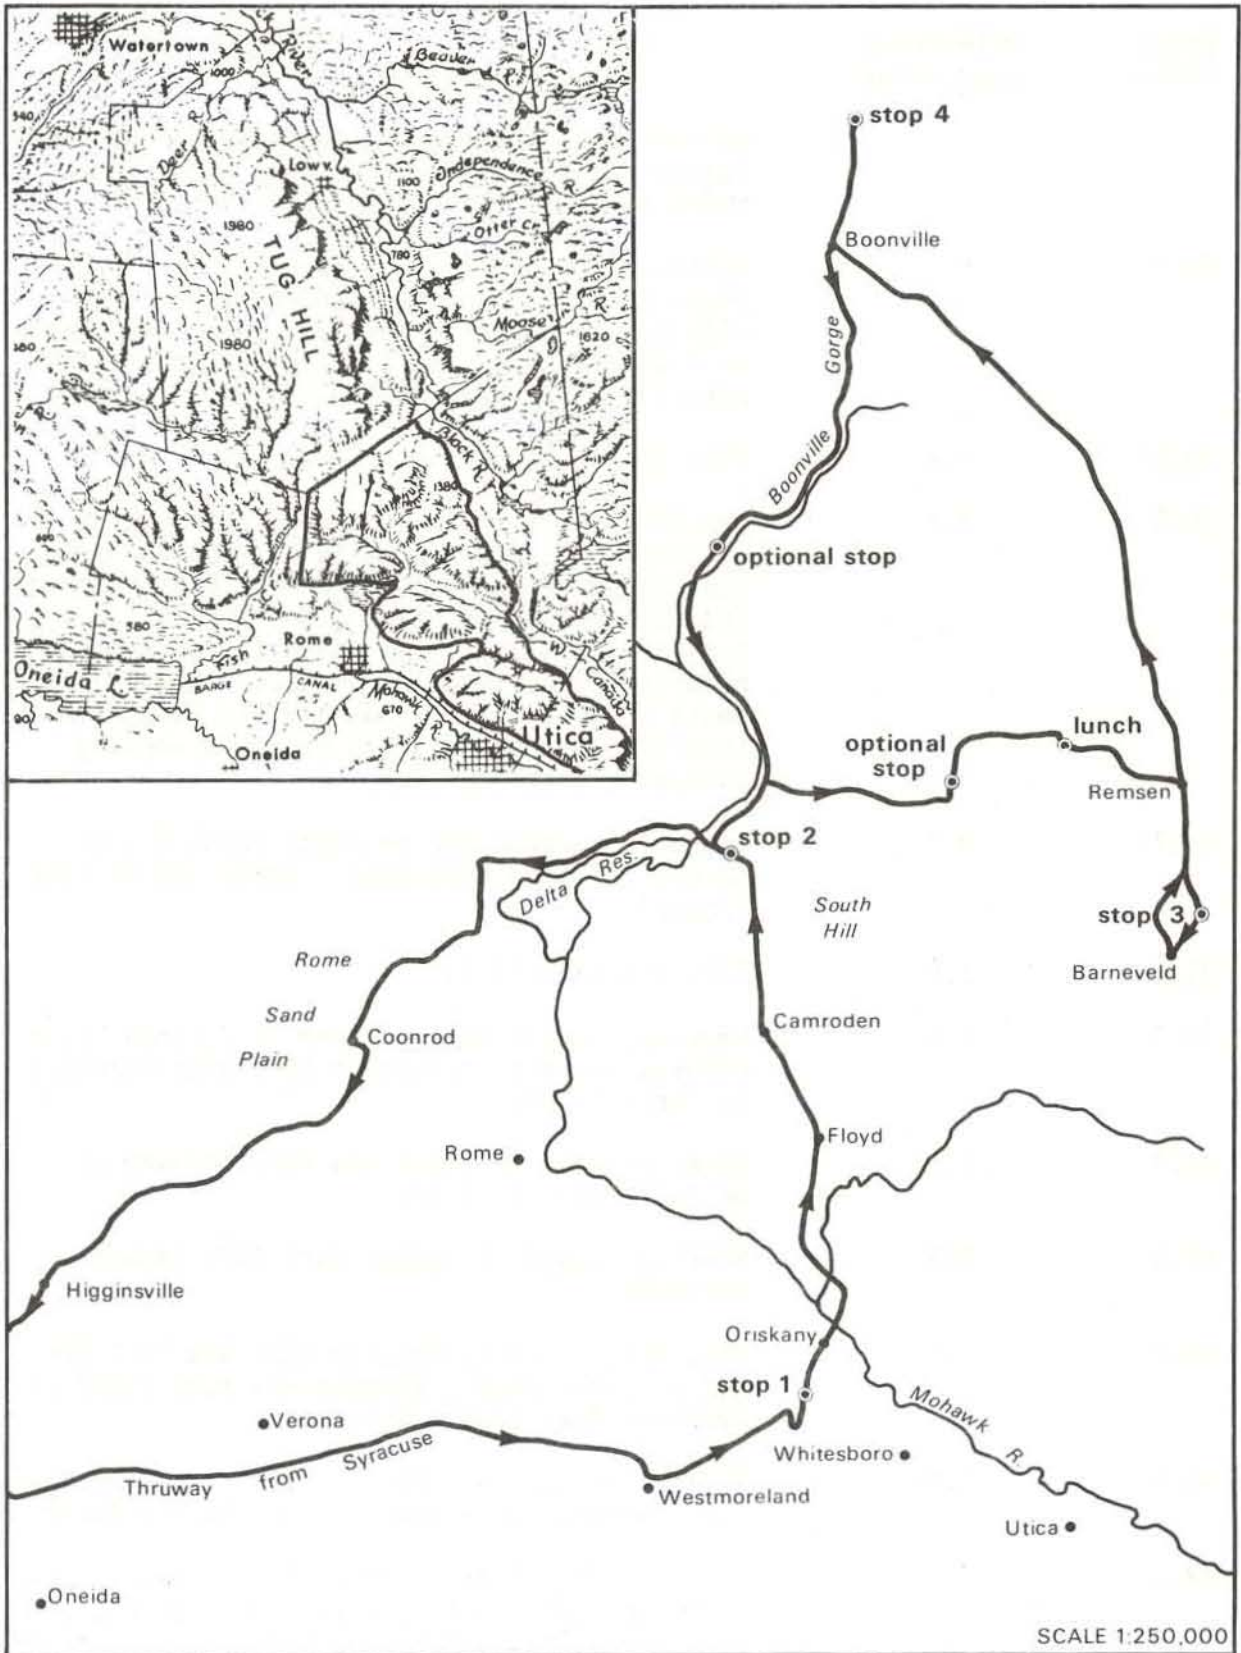 Watertown
River
Beaver
R.
1000
540
Deer R.
Lowv.
1100
Independence R.
1980
Otter Cr.
TUG HILL
780
Moose R.
1620
1980
R.
Black R.
1380
580
Rome
Fish
Oneida L.
BARGE CANAL
Mohawk R.
670
W. Canada
Utica
Oneida
stop 4
Boonville
Boonville Gorge
optional stop
lunch
optional
stop
Remsen
stop 2
Delta Res.
South
Hill
stop 3
Barneveld
Rome
Sand
Plain
Coonrod
Camroden
Floyd
Rome
Higginsville
Oriskany
stop 1
Mohawk R.
Verona
Whitesboro
Thruway from Syracuse
Westmoreland
Utica
Oneida
SCALE 1:250,000